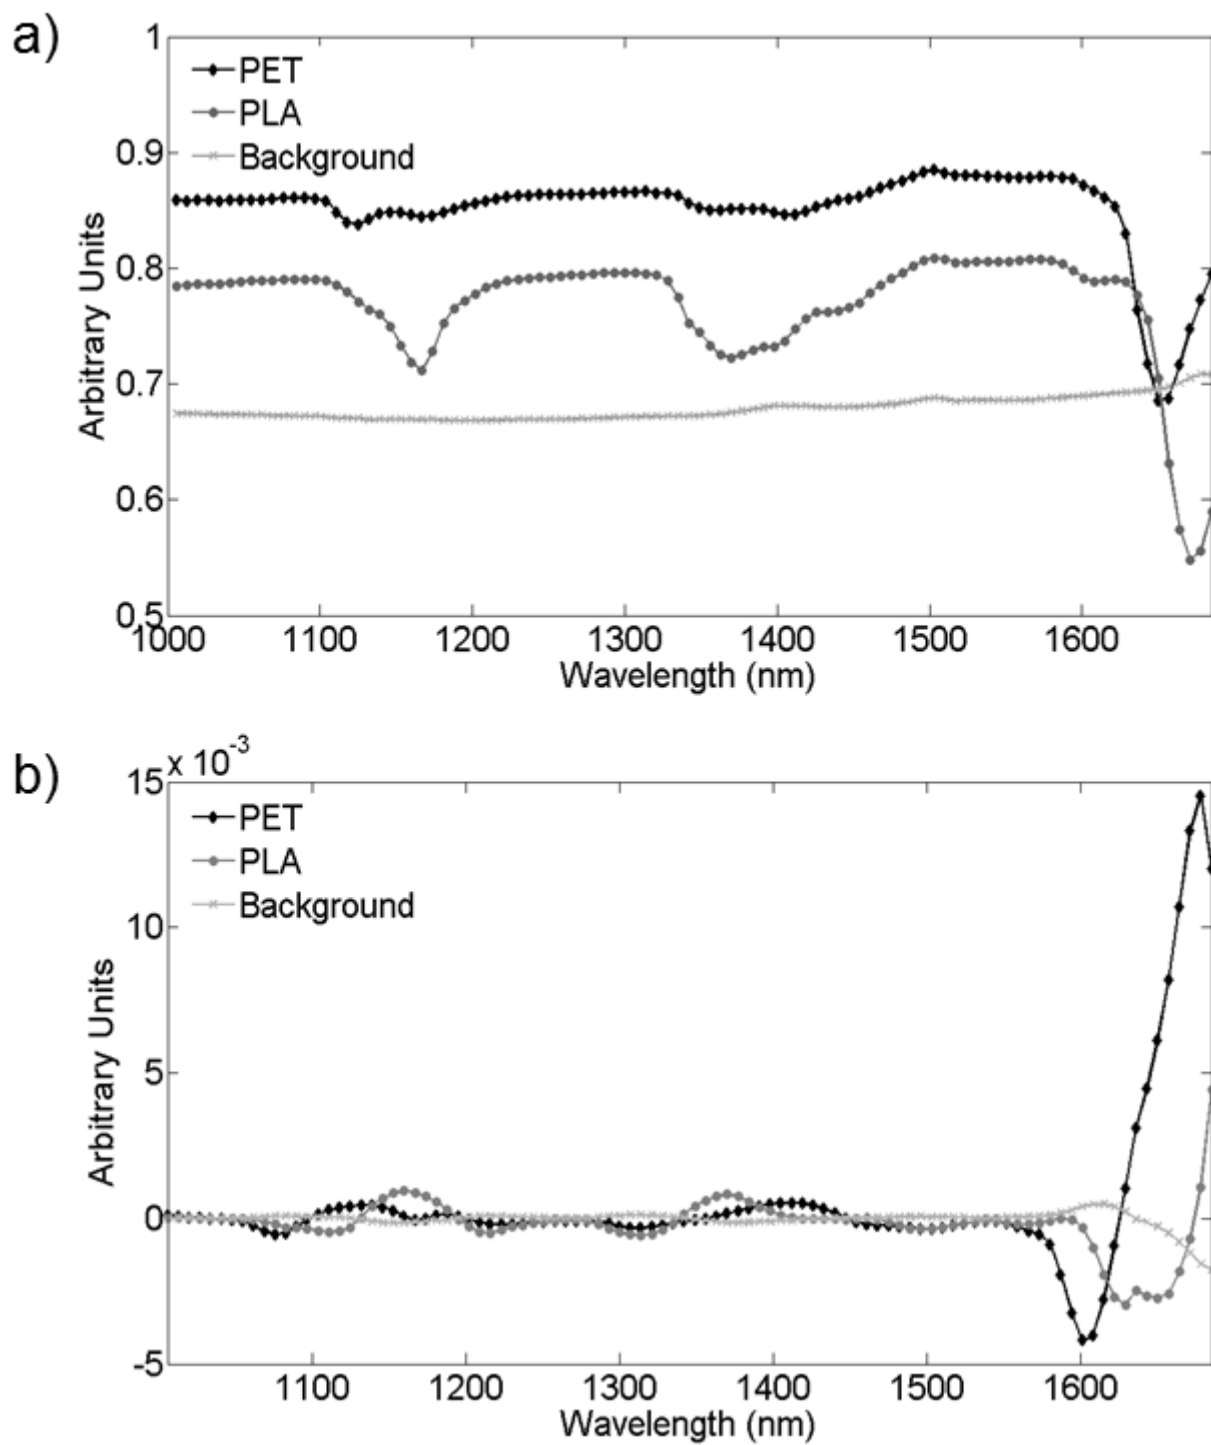 a)
1
0.9
0.8
0.7
0.6
0.5
Arbitrary Units
PET
PLA
Background
1000 1100 1200 1300 1400 1500 1600
Wavelength (nm)
b)
x 10-3
15
10
5
0
-5
Arbitrary Units
PET
PLA
Background
1100 1200 1300 1400 1500 1600
Wavelength (nm)